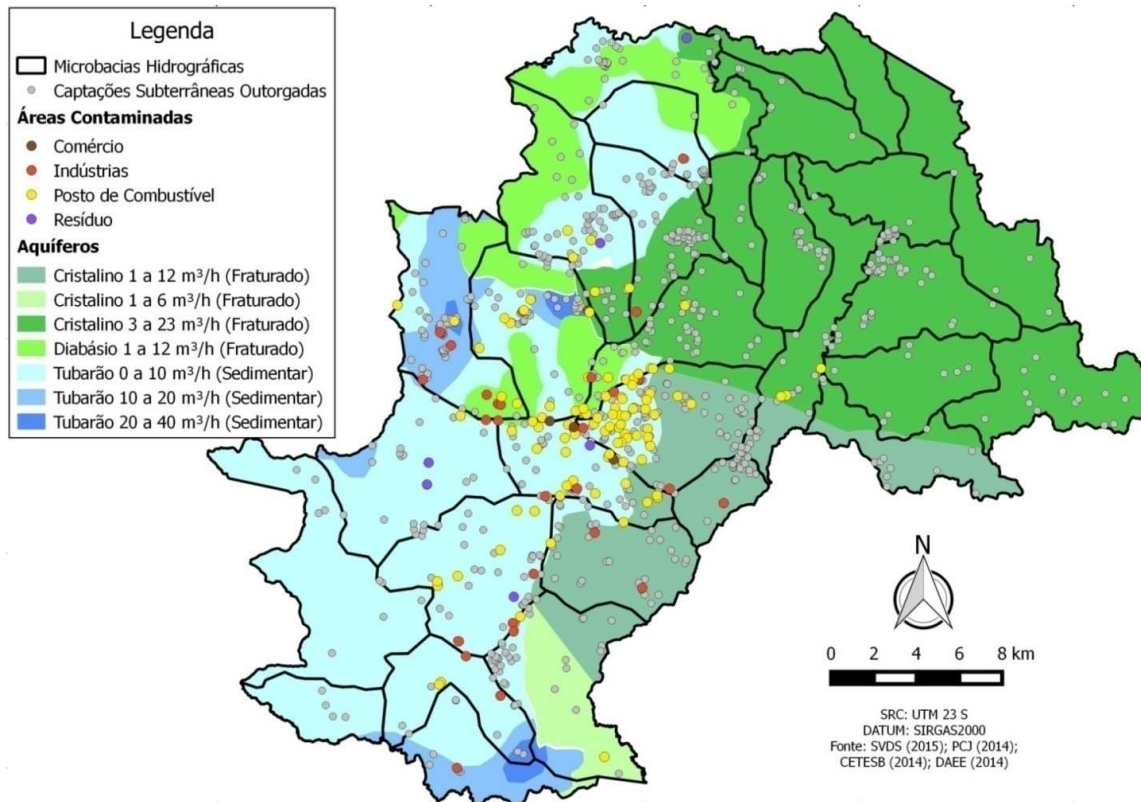 Legenda
Microbacias Hidrográficas
Captações Subterrâneas Outorgadas
Áreas Contaminadas
Comércio
Indústrias
Posto de Combustível
Resíduo
Aquíferos
Cristalino 1 a 12 m³/h (Fraturado)
Cristalino 1 a 6 m³/h (Fraturado)
Cristalino 3 a 23 m³/h (Fraturado)
Diabásio 1 a 12 m³/h (Fraturado)
Tubarão 0 a 10 m³/h (Sedimentar)
Tubarão 10 a 20 m³/h (Sedimentar)
Tubarão 20 a 40 m³/h (Sedimentar)
N
0 2 4 6 8 km
SRC: UTM 23 S
DATUM: SIRGAS2000
Fonte: SVDS (2015); PCJ (2014);
CETESB (2014); DAEE (2014)